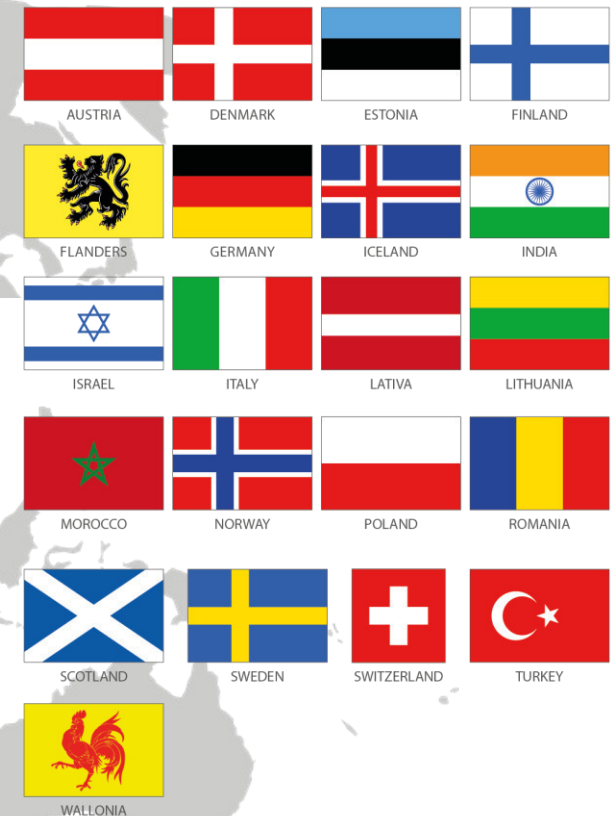 AUSTRIA DENMARK ESTONIA FINLAND
FLANDERS GERMANY ICELAND INDIA
ISRAEL ITALY LATIVA LITHUANIA
MOROCCO NORWAY POLAND ROMANIA
SCOTLAND SWEDEN SWITZERLAND TURKEY
WALLONIA